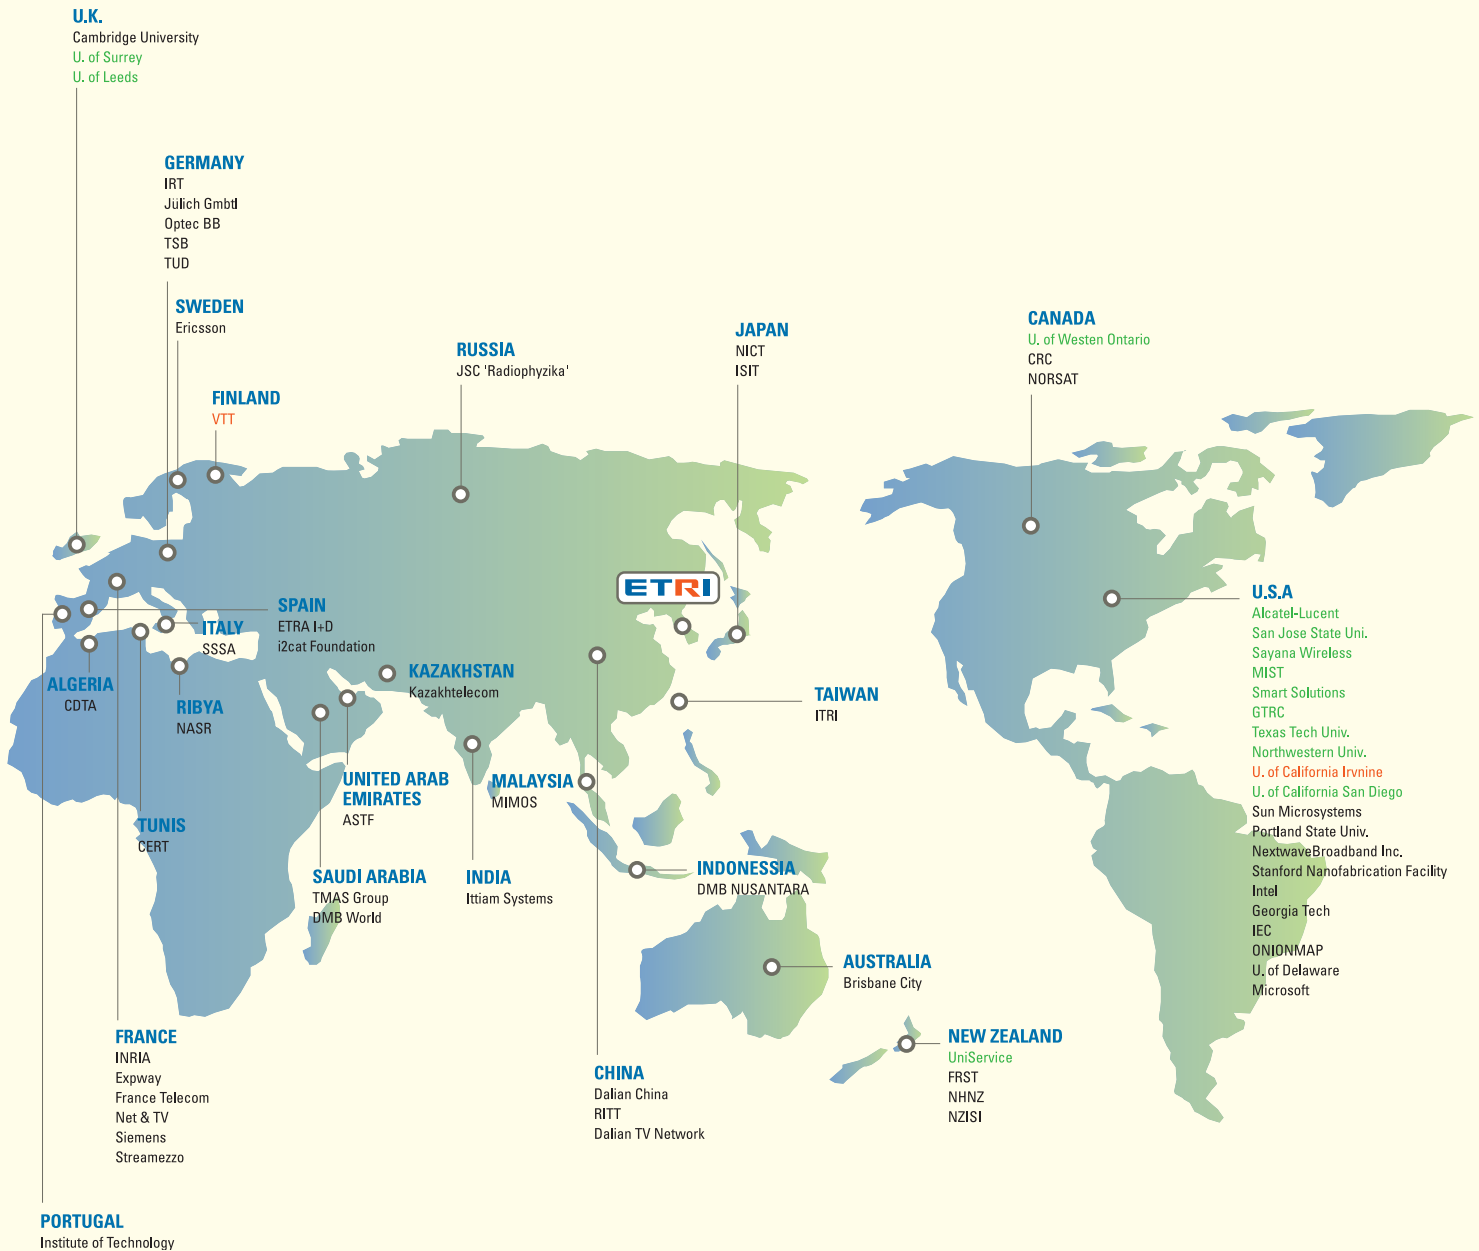 U.K.
Cambridge University
U. of Surrey
U. of Leeds
GERMANY
IRT
Jülich Gmbtl
Optec BB
TSB
TUD
SWEDEN
Ericsson
FINLAND
VTT
RUSSIA
JSC 'Radiophyzika'
JAPAN
NICT
ISIT
CANADA
U. of Westen Ontario
CRC
NORSAT
ETRI
SPAIN
ETRA I+D
i2cat Foundation
ITALY
SSSA
ALGERIA
CDTA
RIBYA
NASR
KAZAKHSTAN
Kazakhtelecom
TAIWAN
ITRI
UNITED ARAB
EMIRATES
ASTF
MALAYSIA
MIMOS
TUNIS
CERT
SAUDI ARABIA
TMAS Group
DMB World
INDIA
Ittiam Systems
INDONESSIA
DMB NUSANTARA
AUSTRALIA
Brisbane City
U.S.A
Alcatel-Lucent
San Jose State Uni.
Sayana Wireless
MIST
Smart Solutions
GTRC
Texas Tech Univ.
Northwestern Univ.
U. of California Irvnine
U. of California San Diego
Sun Microsystems
Portland State Univ.
NextwaveBroadband Inc.
Stanford Nanofabrication Facility
Intel
Georgia Tech
IEC
ONIONMAP
U. of Delaware
Microsoft
FRANCE
INRIA
Expway
France Telecom
Net & TV
Siemens
Streamezzo
CHINA
Dalian China
RITT
Dalian TV Network
NEW ZEALAND
UniService
FRST
NHNZ
NZISI
PORTUGAL
Institute of Technology